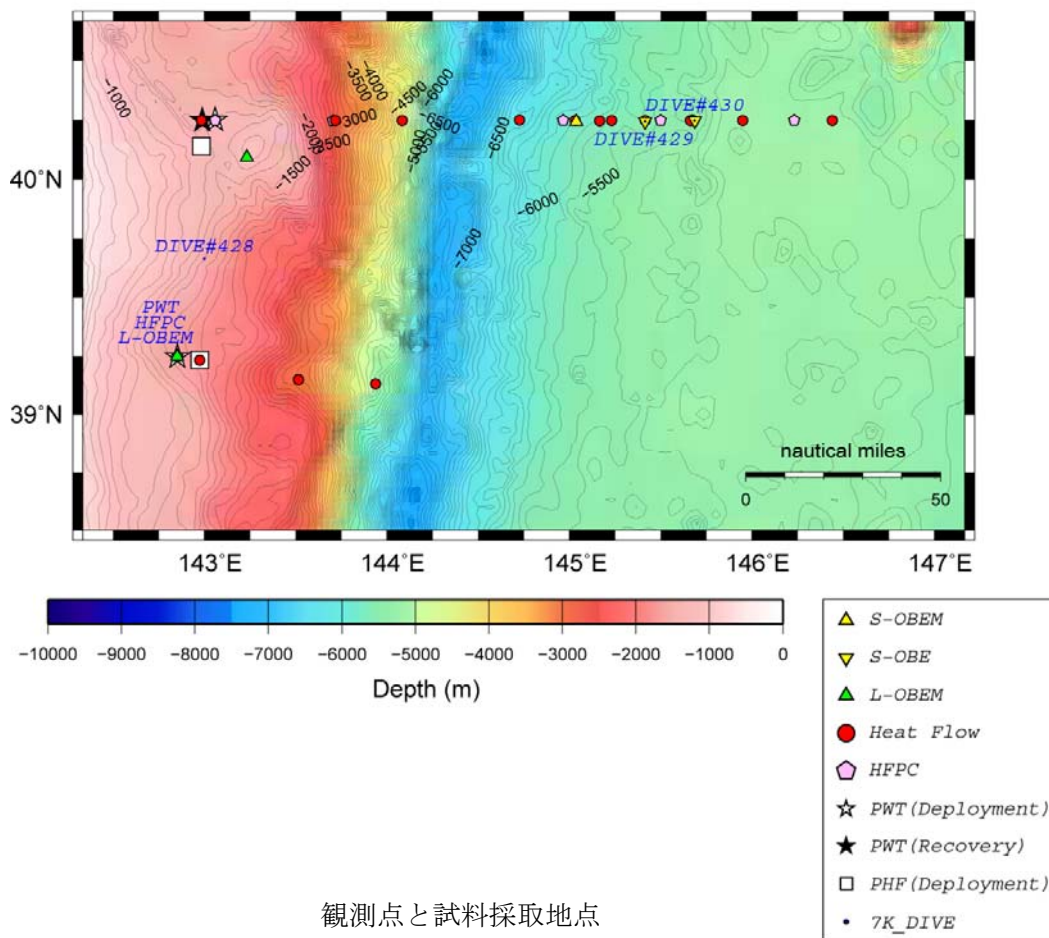 -1000
-3500
-4000
-4500
-6000
-6500
-2000
-3000
-3500
-5000
-6500
-1500
-6500
-6000
-5500
-7000
DIVE#430
DIVE#429
DIVE#428
PWT
HFPC
L-OBEM
40°N
39°N
nautical miles
0 50
143°E 144°E 145°E 146°E 147°E
-10000 -9000 -8000 -7000 -6000 -5000 -4000 -3000 -2000 -1000 0
Depth (m)
S-OBEM
S-OBE
L-OBEM
Heat Flow
HFPC
PWT(Deployment)
PWT(Recovery)
PHF(Deployment)
7K_DIVE
観測点と試料採取地点